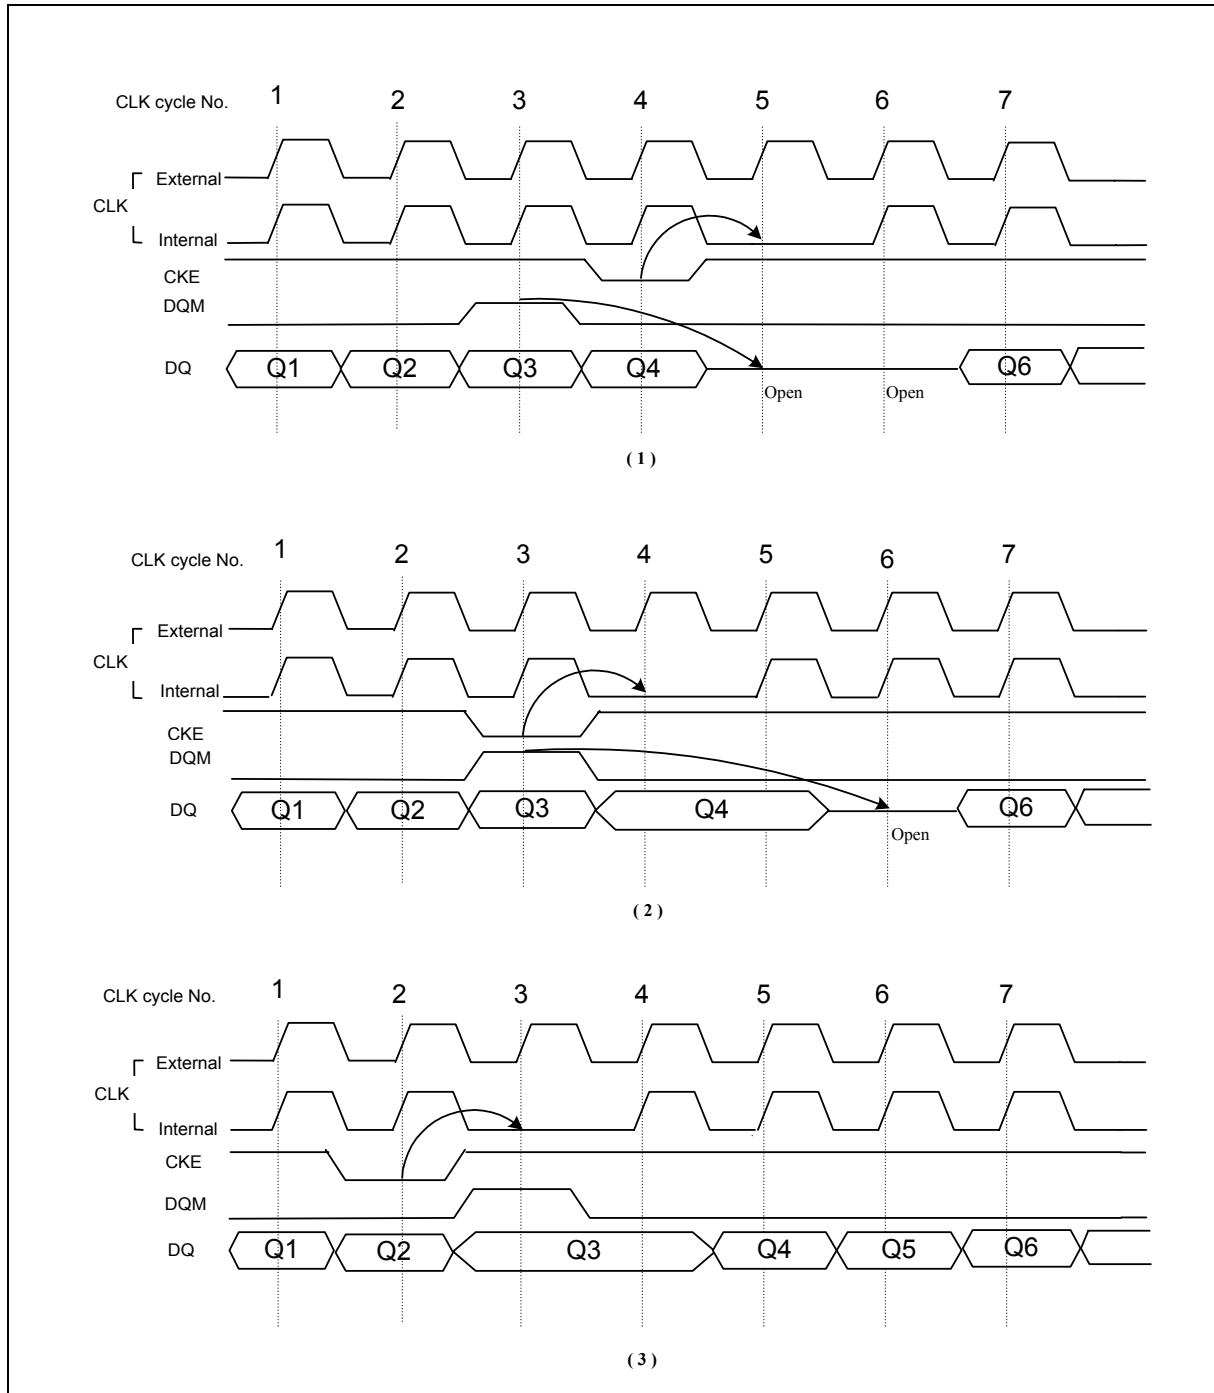 CLK cycle No. 1 2 3 4 5 6 7
External
CLK
Internal
CKE
DQM
DQ Q1 Q2 Q3 Q4 Q6
Open Open
( 1 )
CLK cycle No. 1 2 3 4 5 6 7
External
CLK
Internal
CKE
DQM
DQ Q1 Q2 Q3 Q4 Q6
Open
( 2 )
CLK cycle No. 1 2 3 4 5 6 7
External
CLK
Internal
CKE
DQM
DQ Q1 Q2 Q3 Q4 Q5 Q6
( 3 )